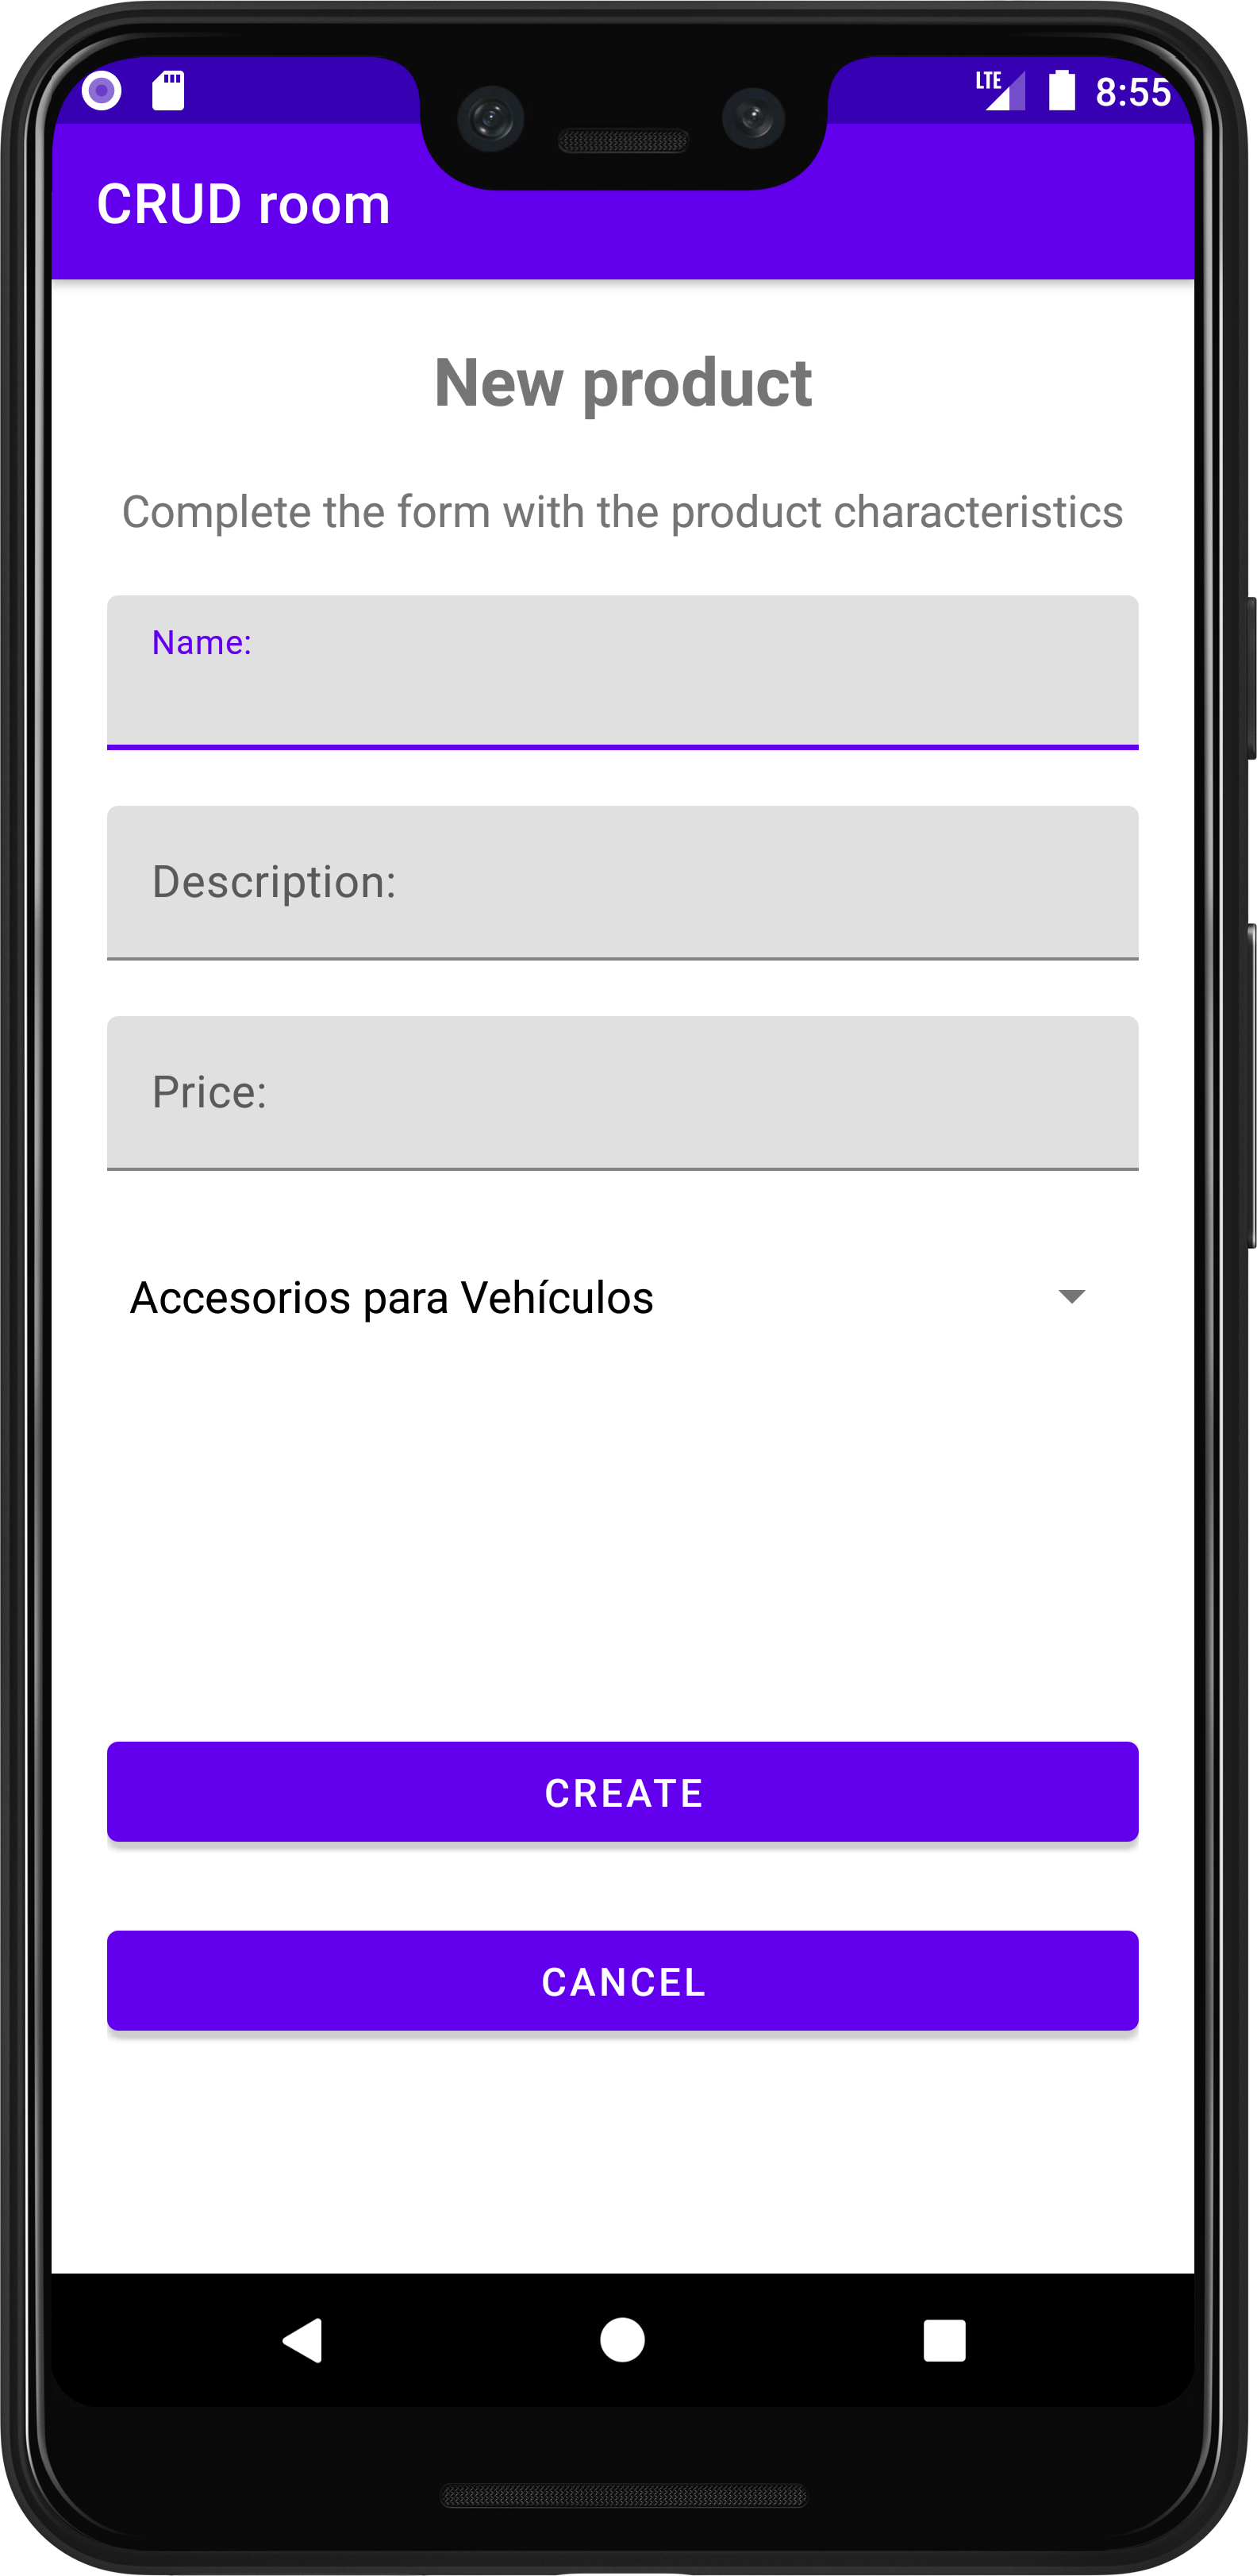 LTE 8:55
CRUD room
New product
Complete the form with the product characteristics
Name:
Description:
Price:
Accesorios para Vehículos
CREATE
CANCEL